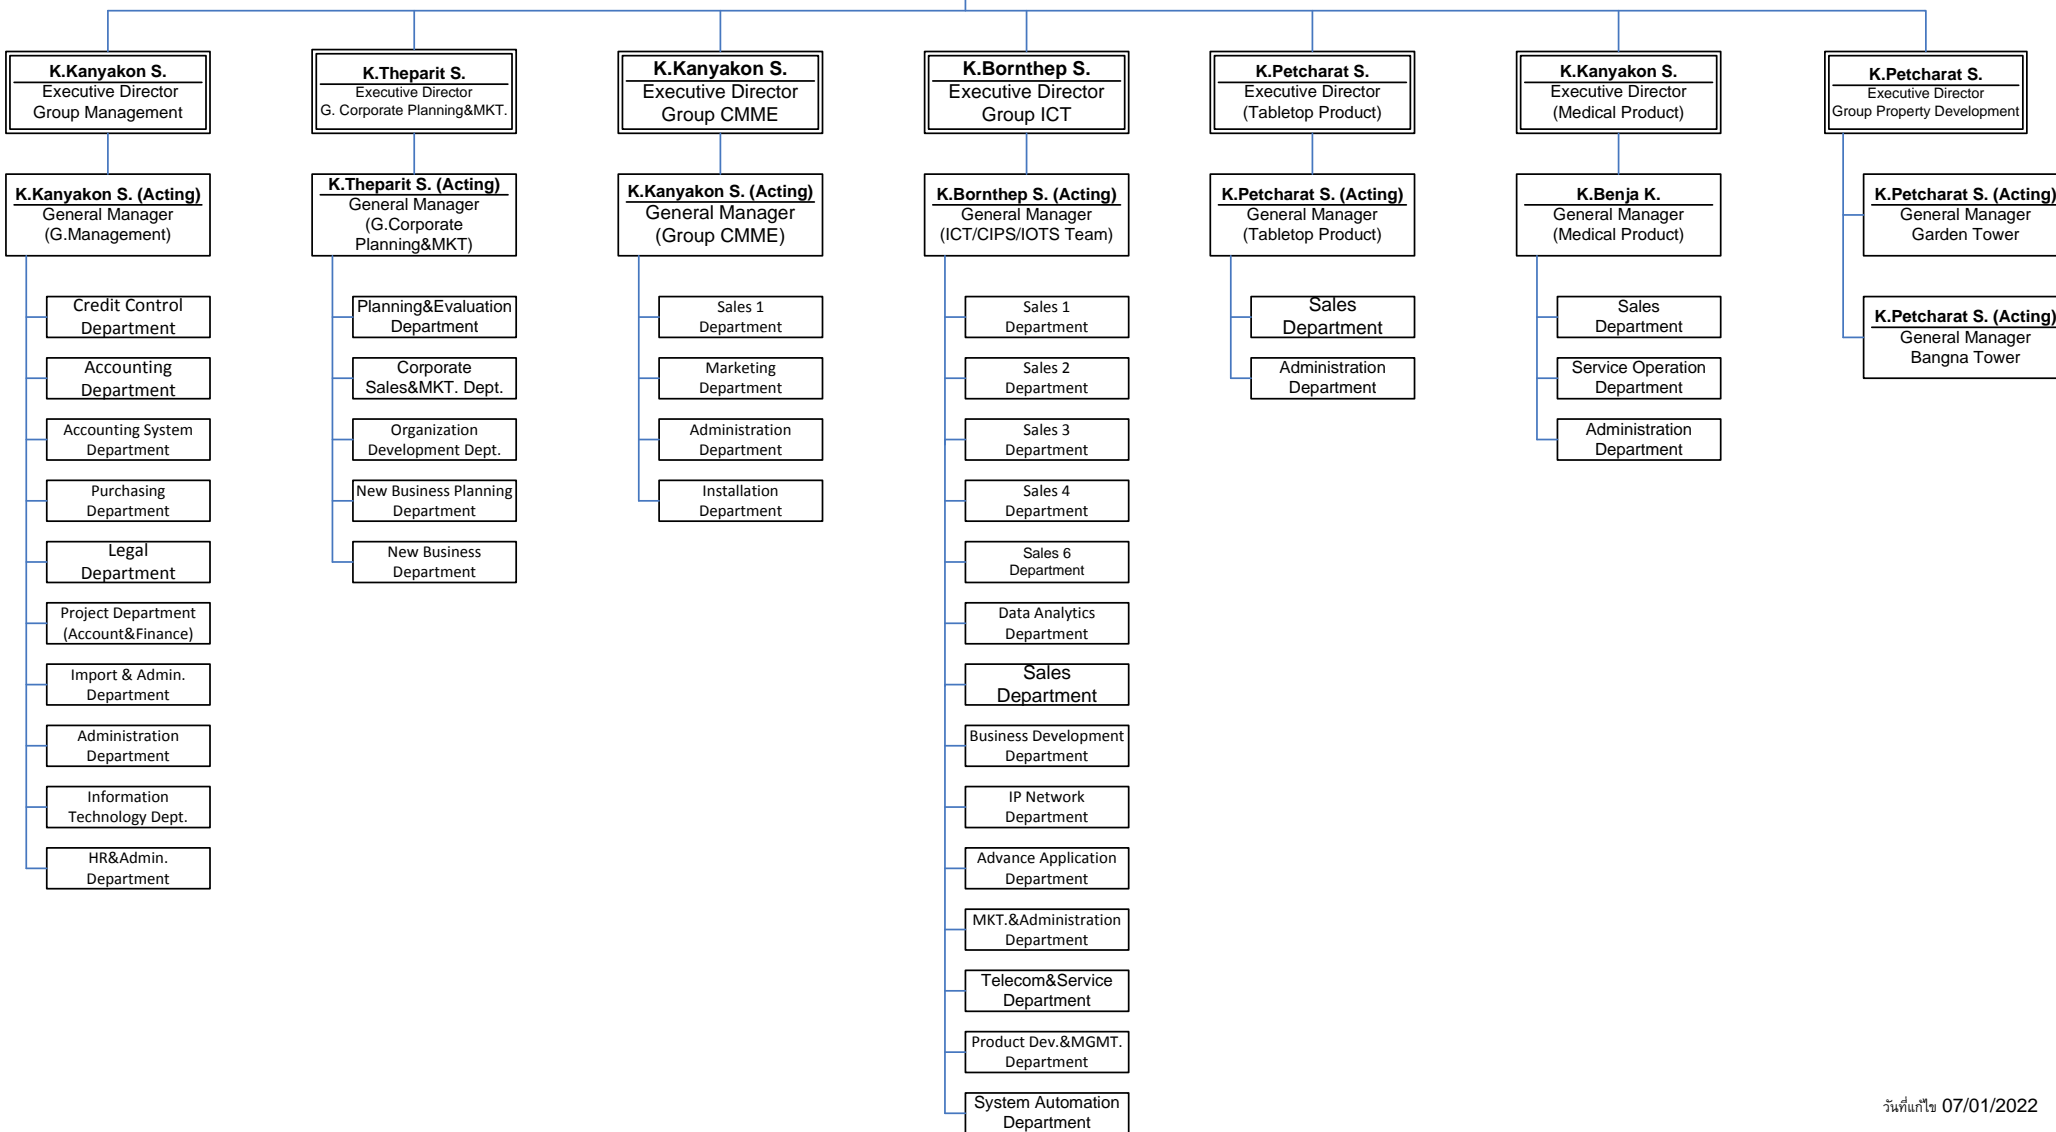 K.Kanyakon S.
Executive Director
Group Management
K.Kanyakon S. (Acting)
General Manager
(G.Management)
Credit Control
Department
Accounting
Department
Accounting System
Department
Purchasing
Department
Legal
Department
Project Department
(Account&Finance)
Import & Admin.
Department
Administration
Department
Information
Technology Dept.
HR&Admin.
Department
K.Theparit S.
Executive Director
G. Corporate Planning&MKT.
K.Theparit S. (Acting)
General Manager
(G.Corporate
Planning&MKT)
Planning&Evaluation
Department
Corporate
Sales&MKT. Dept.
Organization
Development Dept.
New Business Planning
Department
New Business
Department
K.Kanyakon S.
Executive Director
Group CMME
K.Kanyakon S. (Acting)
General Manager
(Group CMME)
Sales 1
Department
Marketing
Department
Administration
Department
Installation
Department
K.Bornthep S.
Executive Director
Group ICT
K.Bornthep S. (Acting)
General Manager
(ICT/CIPS/IOTS Team)
Sales 1
Department
Sales 2
Department
Sales 3
Department
Sales 4
Department
Sales 6
Department
Data Analytics
Department
Sales
Department
Business Development
Department
IP Network
Department
Advance Application
Department
MKT.&Administration
Department
Telecom&Service
Department
Product Dev.&MGMT.
Department
System Automation
Department
K.Petcharat S.
Executive Director
(Tabletop Product)
K.Petcharat S. (Acting)
General Manager
(Tabletop Product)
Sales
Department
Administration
Department
K.Kanyakon S.
Executive Director
(Medical Product)
K.Benja K.
General Manager
(Medical Product)
Sales
Department
Service Operation
Department
Administration
Department
K.Petcharat S.
Executive Director
Group Property Development
K.Petcharat S. (Acting)
General Manager
Garden Tower
K.Petcharat S. (Acting)
General Manager
Bangna Tower
วันที่แก้ไข 07/01/2022